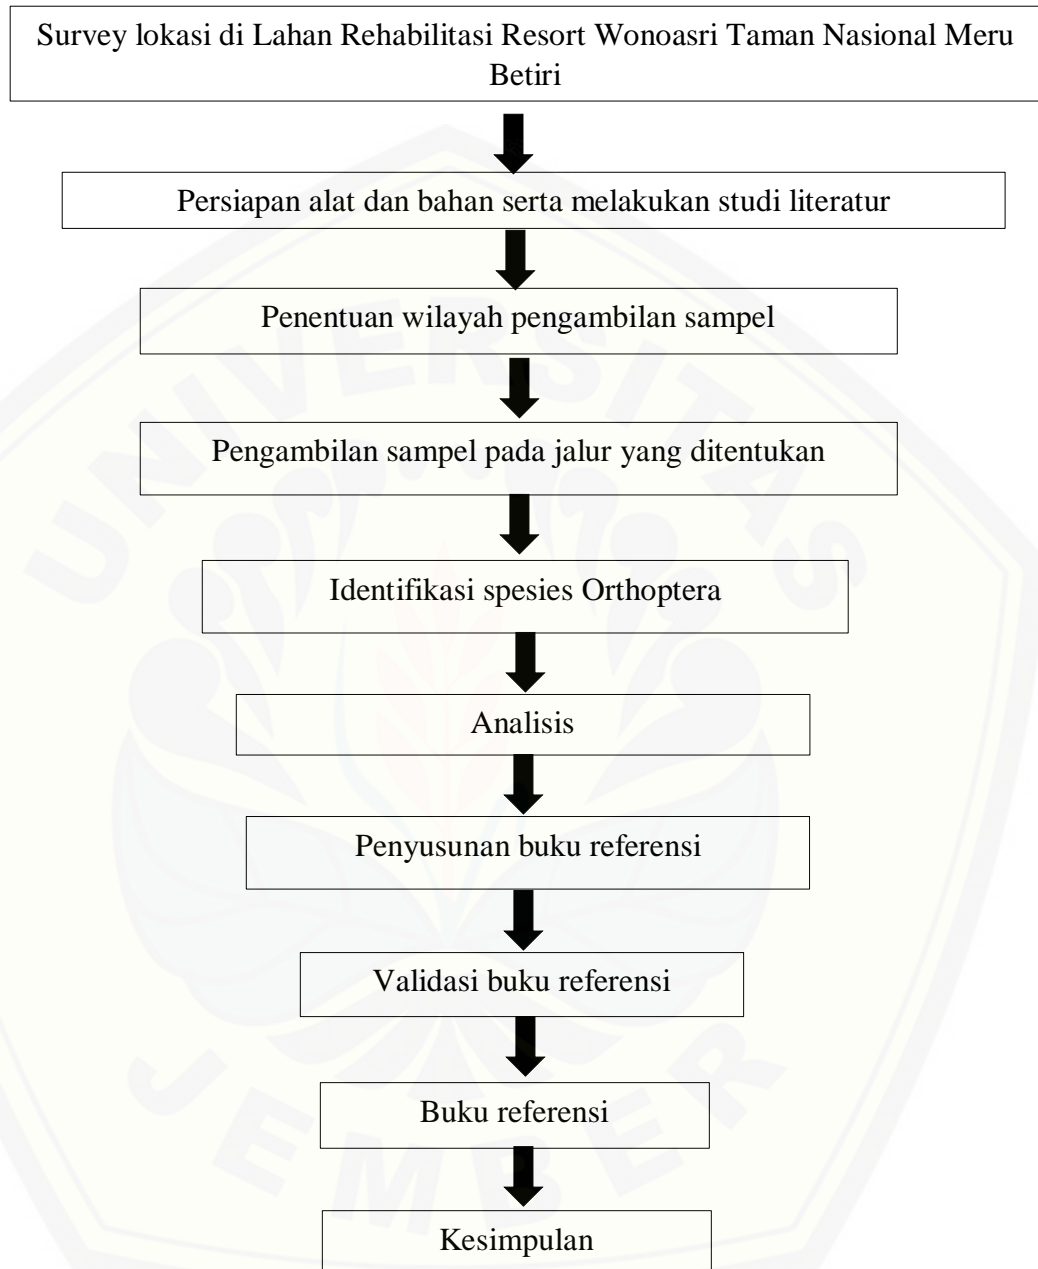 Survey lokasi di Lahan Rehabilitasi Resort Wonoasri Taman Nasional Meru
Betiri
Persiapan alat dan bahan serta melakukan studi literatur
Penentuan wilayah pengambilan sampel
Pengambilan sampel pada jalur yang ditentukan
Identifikasi spesies Orthoptera
Analisis
Penyusunan buku referensi
Validasi buku referensi
Buku referensi
Kesimpulan
UNIVERSITAS
JEMBER